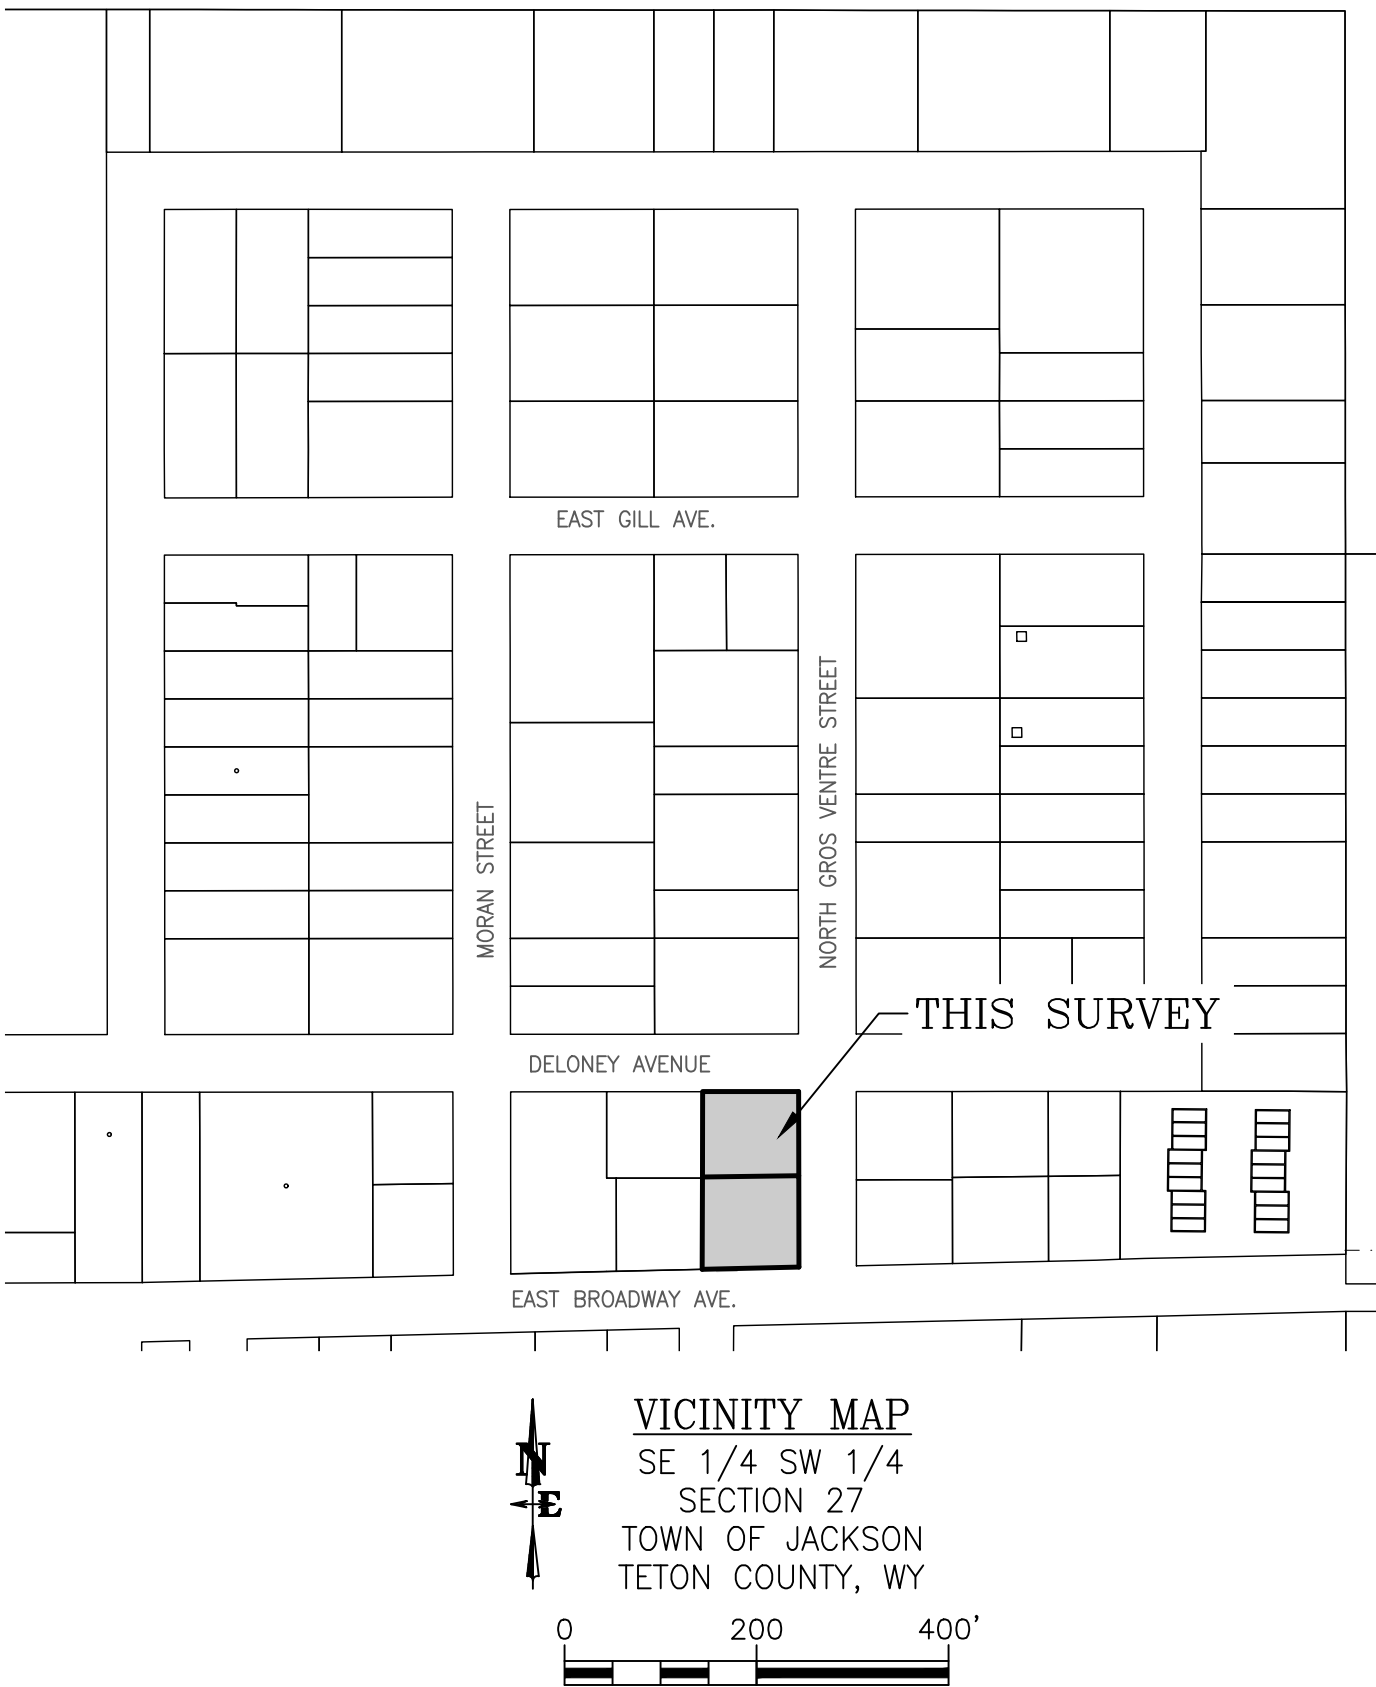 EAST GILL AVE.
NORTH GROS VENTRE STREET
MORAN STREET
THIS SURVEY
DELONEY AVENUE
EAST BROADWAY AVE.
VICINITY MAP
N
SE 1/4 SW 1/4
E
SECTION 27
TOWN OF JACKSON
TETON COUNTY, WY
0 200 400'